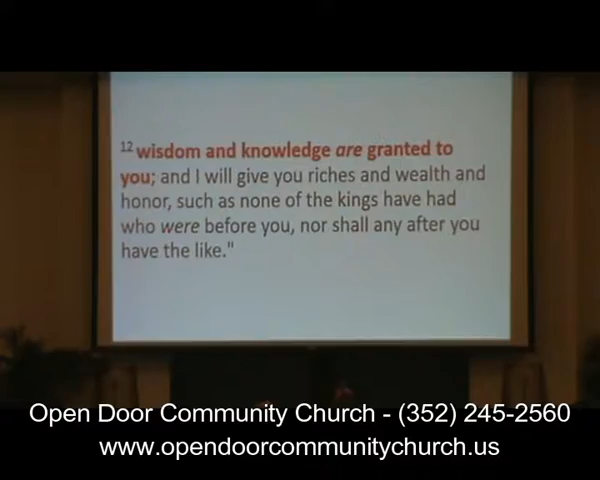 12 wisdom and knowledge are granted to
you; and I will give you riches and wealth and
honor, such as none of the kings have had
who were before you, nor shall any after you
have the like."
Open Door Community Church - (352) 245-2560
www.opendoorcommunitychurch.us